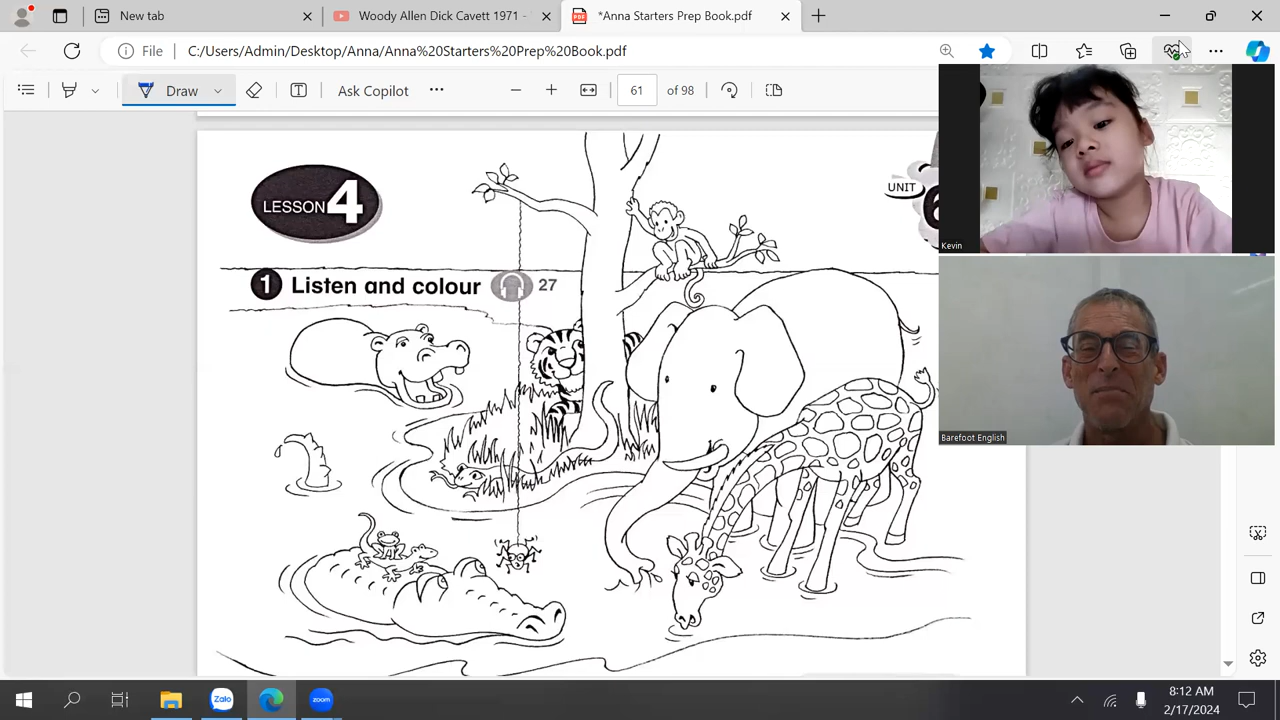 New tab
Woody Allen Dick Cavett 1971 -
*Anna Starters Prep Book.pdf
File
C:/Users/Admin/Desktop/Anna/Anna%20Starters%20Prep%20Book.pdf
Draw
Ask Copilot
61
of 98
LESSON 4
UNIT
1 Listen and colour 27
Kevin
Barefoot English
Zalo
zoom
8:12 AM
2/17/2024